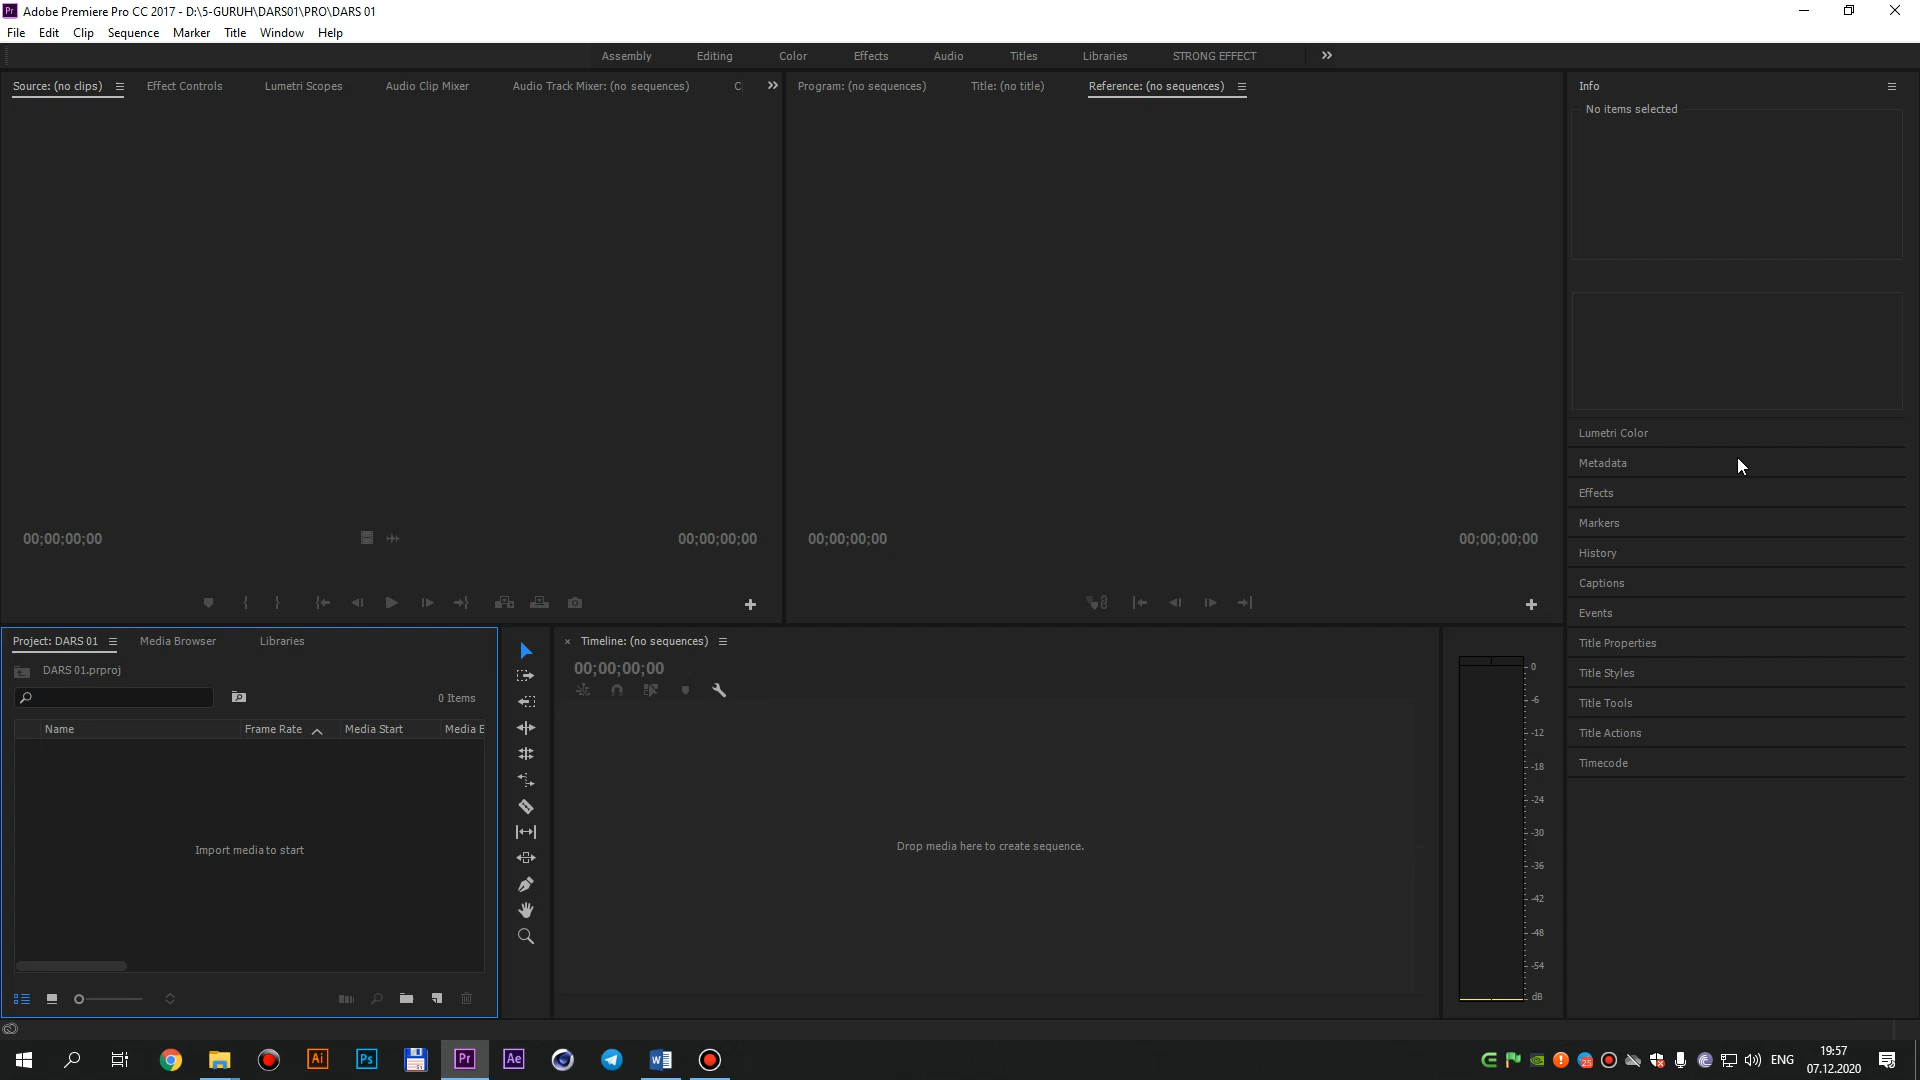 Pr Adobe Premiere Pro CC 2017 - D:\5-GURUH\DARS01\PRO\DARS 01
File Edit Clip Sequence Marker Title Window Help
Assembly Editing Color Effects Audio Titles Libraries STRONG EFFECT
Source: (no clips) Effect Controls Lumetri Scopes Audio Clip Mixer Audio Track Mixer: (no sequences) C
Program: (no sequences) Title: (no title) Reference: (no sequences)
Info
No items selected
Lumetri Color
Metadata
Effects
Markers
History
Captions
Events
Title Properties
Title Styles
Title Tools
Title Actions
Timecode
00;00;00;00 00;00;00;00 00;00;00;00 00;00;00;00
Project: DARS 01 Media Browser Libraries
DARS 01.prproj
0 Items
Name Frame Rate Media Start Media E
Import media to start
× Timeline: (no sequences)
00;00;00;00
Drop media here to create sequence.
0
-6
-12
-18
-24
-30
-36
-42
-48
-54
dB
Ai Ps Pr Ae
25
ENG
19:57
07.12.2020